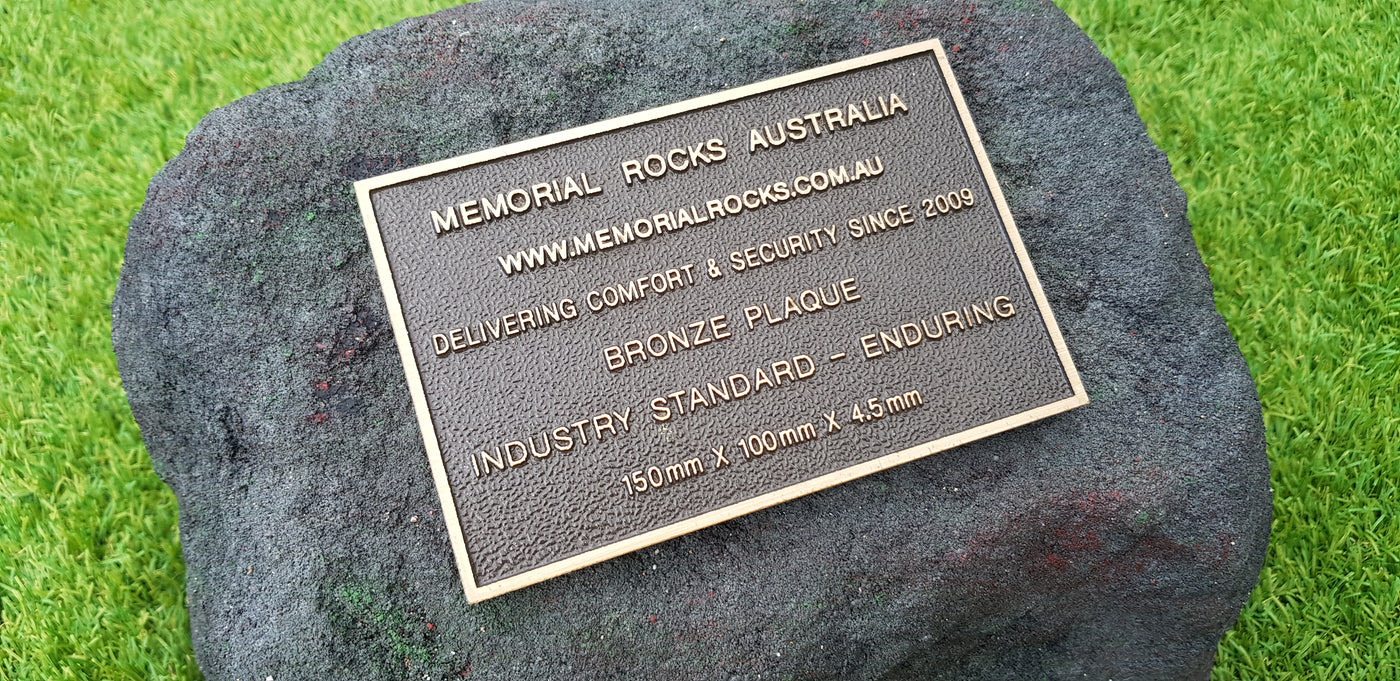 MEMORIAL ROCKS AUSTRALIA
WWW.MEMORIALROCKS.COM.AU
DELIVERING COMFORT & SECURITY SINCE 2009
BRONZE PLAQUE
INDUSTRY STANDARD - ENDURING
150mm X 100mm X 4.5mm